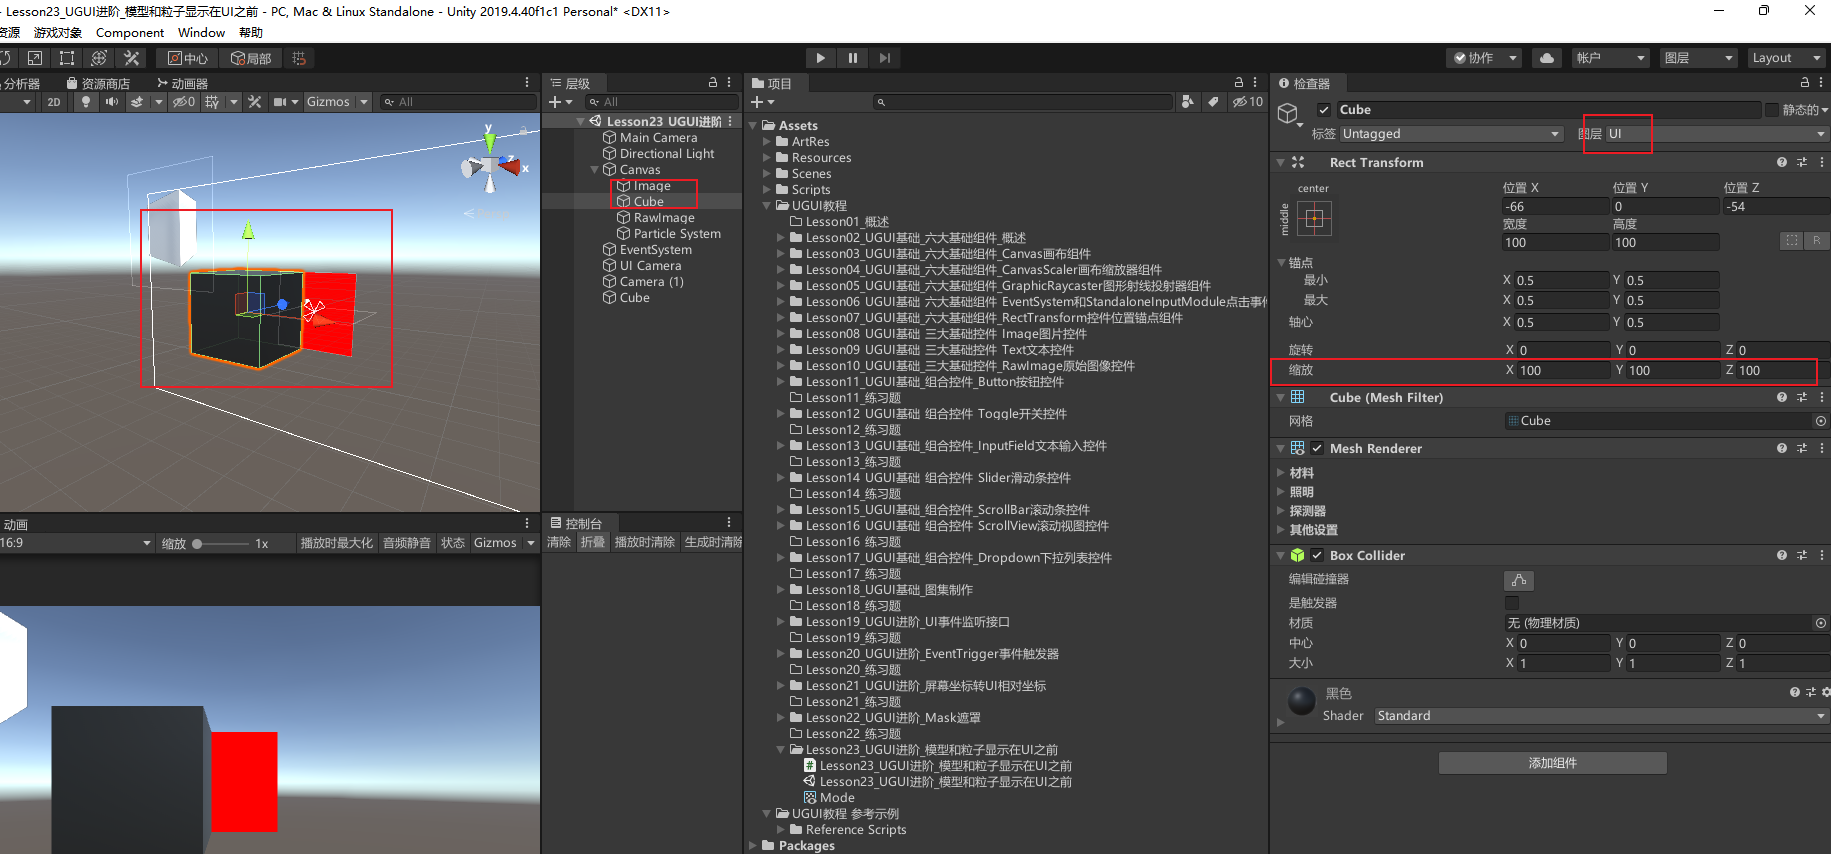 - Lesson23_UGUI进阶_模型和粒子显示在UI之前 - PC, Mac & Linux Standalone - Unity 2019.4.40f1c1 Personal* <DX11>
资源 游戏对象 Component Window 帮助
中心 局部 协作 帐户 图层 Layout
分析器 资源商店 动画器
2D 0 Gizmos All
y
x
z
Persp
层级
All
Lesson23_UGUI进阶
Main Camera
Directional Light
Canvas
Image
Cube
RawImage
Particle System
EventSystem
UI Camera
Camera (1)
Cube
动画
16:9 缩放 1x 播放时最大化 音频静音 状态 Gizmos
控制台
清除 折叠 播放时清除 生成时清除
项目
10
Assets
ArtRes
Resources
Scenes
Scripts
UGUI教程
Lesson01_概述
Lesson02_UGUI基础_六大基础组件_概述
Lesson03_UGUI基础_六大基础组件_Canvas画布组件
Lesson04_UGUI基础_六大基础组件_CanvasScaler画布缩放器组件
Lesson05_UGUI基础_六大基础组件_GraphicRaycaster图形射线投射器组件
Lesson06_UGUI基础_六大基础组件_EventSystem和StandaloneInputModule点击事件
Lesson07_UGUI基础_六大基础组件_RectTransform控件位置锚点组件
Lesson08_UGUI基础_三大基础控件_Image图片控件
Lesson09_UGUI基础_三大基础控件_Text文本控件
Lesson10_UGUI基础_三大基础控件_RawImage原始图像控件
Lesson11_UGUI基础_组合控件_Button按钮控件
Lesson11_练习题
Lesson12_UGUI基础_组合控件_Toggle开关控件
Lesson12_练习题
Lesson13_UGUI基础_组合控件_InputField文本输入控件
Lesson13_练习题
Lesson14_UGUI基础_组合控件_Slider滑动条控件
Lesson14_练习题
Lesson15_UGUI基础_组合控件_ScrollBar滚动条控件
Lesson16_UGUI基础_组合控件_ScrollView滚动视图控件
Lesson16_练习题
Lesson17_UGUI基础_组合控件_Dropdown下拉列表控件
Lesson17_练习题
Lesson18_UGUI基础_图集制作
Lesson18_练习题
Lesson19_UGUI进阶_UI事件监听接口
Lesson19_练习题
Lesson20_UGUI进阶_EventTrigger事件触发器
Lesson20_练习题
Lesson21_UGUI进阶_屏幕坐标转UI相对坐标
Lesson21_练习题
Lesson22_UGUI进阶_Mask遮罩
Lesson22_练习题
Lesson23_UGUI进阶_模型和粒子显示在UI之前
Lesson23_UGUI进阶_模型和粒子显示在UI之前
Lesson23_UGUI进阶_模型和粒子显示在UI之前
Mode
UGUI教程 参考示例
Reference Scripts
Packages
检查器
Cube 静态的
标签 Untagged 图层 UI
Rect Transform
center
middle
位置 X 位置 Y 位置 Z
-66 0 -54
宽度 高度
100 100 R
锚点
最小 X 0.5 Y 0.5
最大 X 0.5 Y 0.5
轴心 X 0.5 Y 0.5
旋转 X 0 Y 0 Z 0
缩放 X 100 Y 100 Z 100
Cube (Mesh Filter)
网格 Cube
Mesh Renderer
材料
照明
探测器
其他设置
Box Collider
编辑碰撞器
是触发器
材质 无 (物理材质)
中心 X 0 Y 0 Z 0
大小 X 1 Y 1 Z 1
黑色
Shader Standard
添加组件